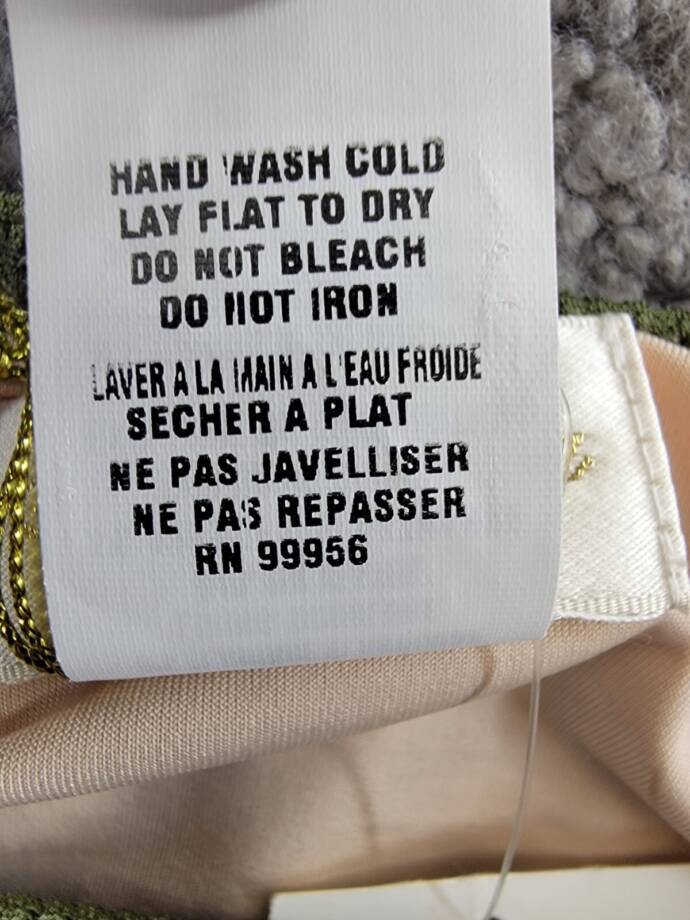 HAND WASH COLD
LAY FLAT TO DRY
DO NOT BLEACH
DO NOT IRON
LAVER A LA MAIN A L'EAU FROIDE
SECHER A PLAT
NE PAS JAVELLISER
NE PAS REPASSER
RN 99956